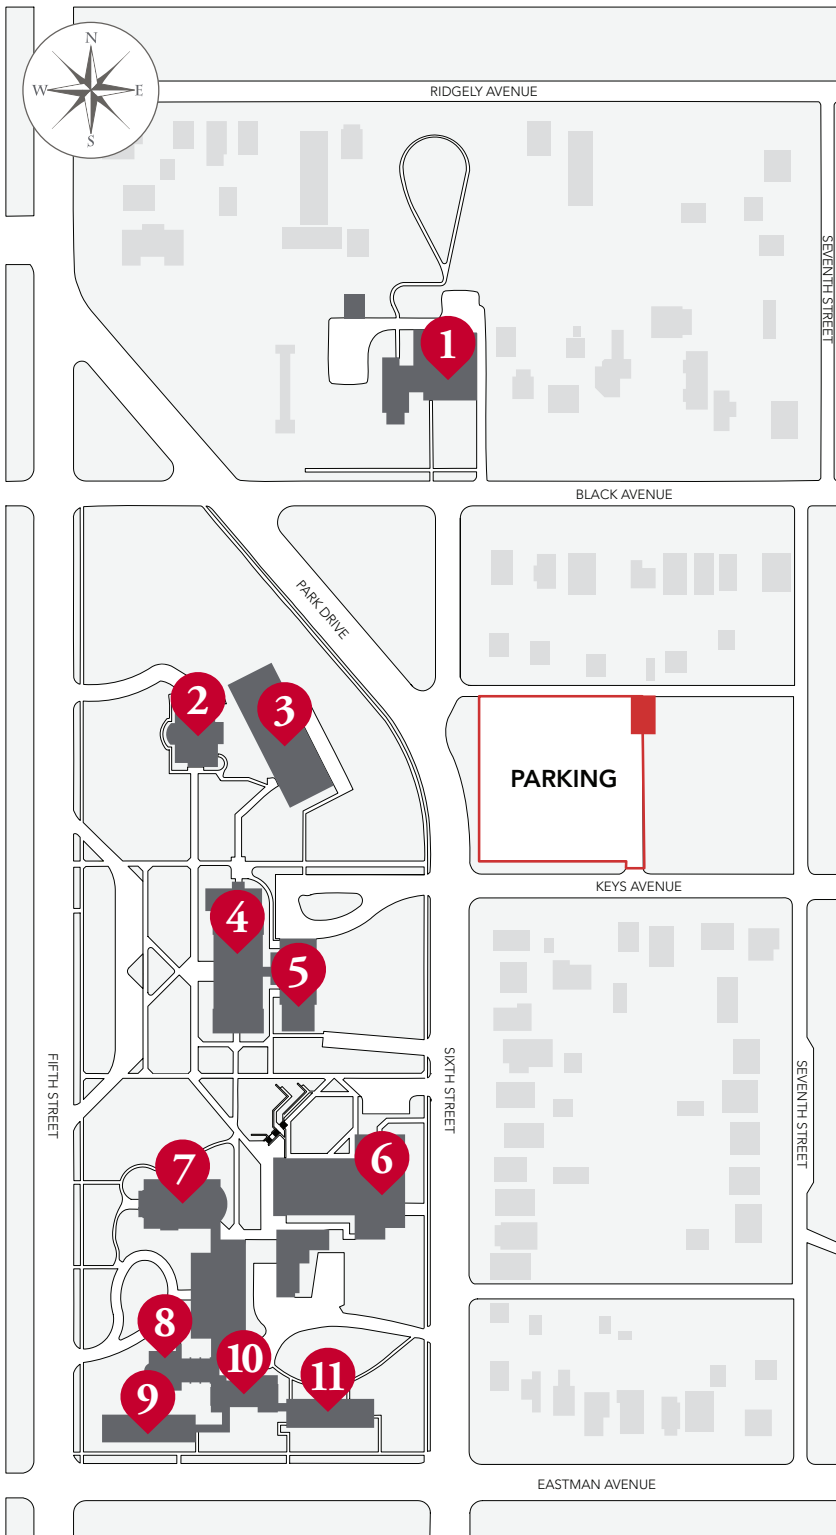 N
W E
S
RIDGELY AVENUE
SEVENTH STREET
1
BLACK AVENUE
PARK DRIVE
2
3
PARKING
KEYS AVENUE
4
5
FIFTH STREET
SIXTH STREET
SEVENTH STREET
6
7
8
10
11
9
EASTMAN AVENUE